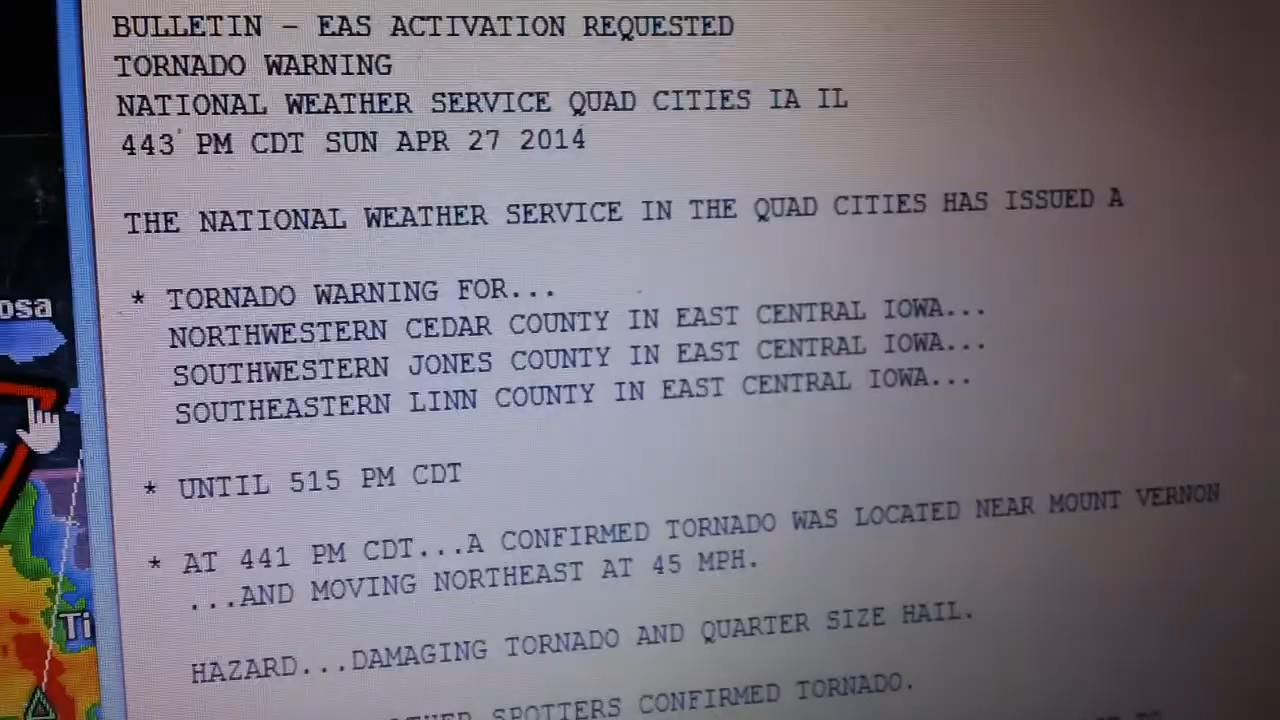 BULLETIN - EAS ACTIVATION REQUESTED
TORNADO WARNING
NATIONAL WEATHER SERVICE QUAD CITIES IA IL
443 PM CDT SUN APR 27 2014
THE NATIONAL WEATHER SERVICE IN THE QUAD CITIES HAS ISSUED A
* TORNADO WARNING FOR...
NORTHWESTERN CEDAR COUNTY IN EAST CENTRAL IOWA...
SOUTHWESTERN JONES COUNTY IN EAST CENTRAL IOWA...
SOUTHEASTERN LINN COUNTY IN EAST CENTRAL IOWA...
* UNTIL 515 PM CDT
* AT 441 PM CDT...A CONFIRMED TORNADO WAS LOCATED NEAR MOUNT VERNON
...AND MOVING NORTHEAST AT 45 MPH.
HAZARD...DAMAGING TORNADO AND QUARTER SIZE HAIL.
SPOTTERS CONFIRMED TORNADO.
osa
Ti